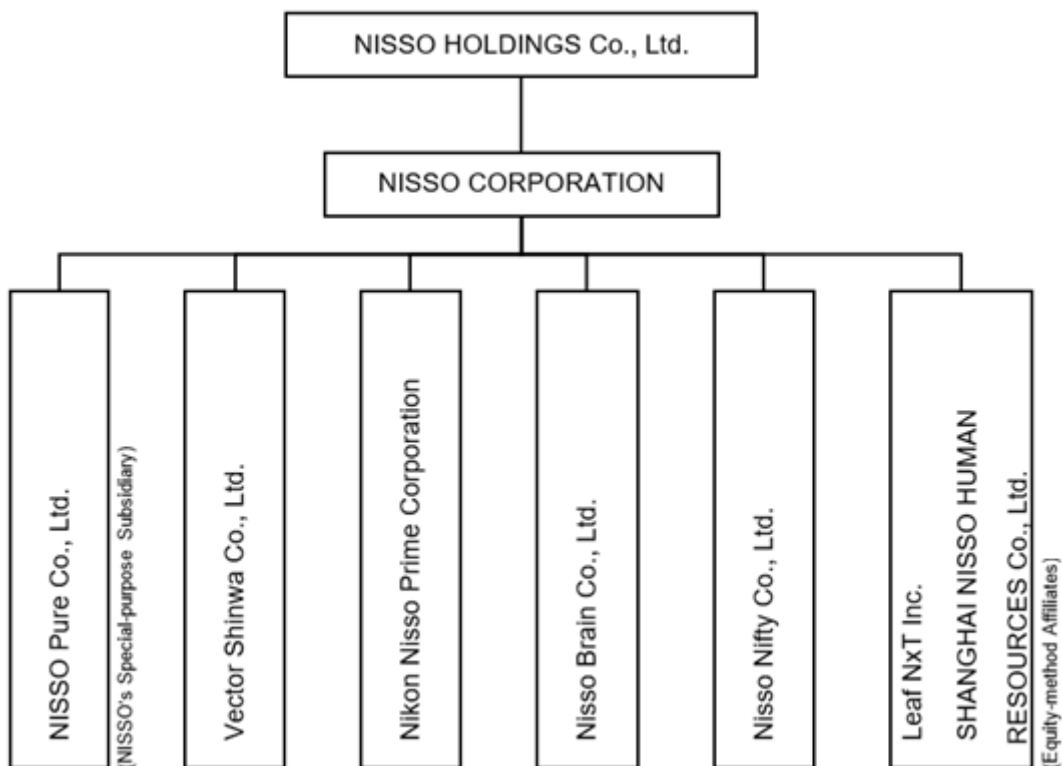 NISSO HOLDINGS Co., Ltd.
NISSO CORPORATION
NISSO Pure Co., Ltd.
(NISSO's Special-purpose Subsidiary)
Vector Shinwa Co., Ltd.
Nikon Nisso Prime Corporation
Nisso Brain Co., Ltd.
Nisso Nifty Co., Ltd.
Leaf NxT Inc.
SHANGHAI NISSO HUMAN
RESOURCES Co., Ltd.
(Equity-method Affiliates)